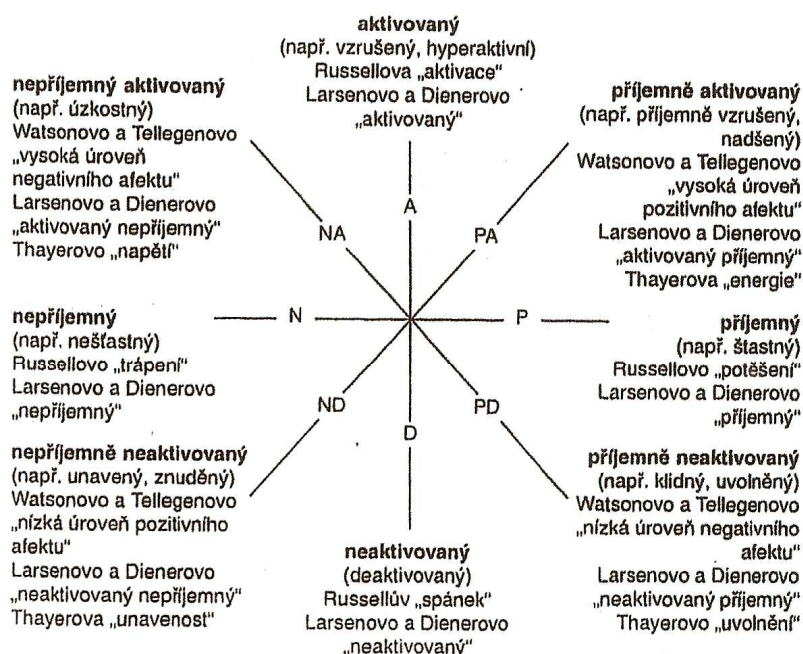 aktivovaný
(např. vzrušený, hyperaktivní)
Russellova „aktivace“
Larsenovo a Dienerovo
„aktivovaný“
nepříjemný aktivovaný
(např. úzkostný)
Watsonovo a Tellegenovo
„vysoká úroveň
negativního afektu“
Larsenovo a Dienerovo
„aktivovaný nepříjemný“
Thayerovo „napětí“
příjemně aktivovaný
(např. příjemně vzrušený,
nadšený)
Watsonovo a Tellegenovo
„vysoká úroveň
pozitivního afektu“
Larsenovo a Dienerovo
„aktivovaný příjemný“
Thayerova „energie“
A
NA
PA
N
P
ND
PD
D
nepříjemný
(např. nešťastný)
Russellovo „trápení“
Larsenovo a Dienerovo
„nepříjemný“
příjemný
(např. štastný)
Russellovo „potěšení“
Larsenovo a Dienerovo
„příjemný“
nepříjemně neaktivovaný
(např. unavený, znuděný)
Watsonovo a Tellegenovo
„nízká úroveň pozitivního
afektu“
Larsenovo a Dienerovo
„neaktivovaný nepříjemný“
Thayerova „unavenost“
neaktivovaný
(deaktivovaný)
Russellův „spánek“
Larsenovo a Dienerovo
„neaktivovaný“
příjemně neaktivovaný
(např. klidný, uvolněný)
Watsonovo a Tellegenovo
„nízká úroveň negativního
afektu“
Larsenovo a Dienerovo
„neaktivovaný příjemný“
Thayerovo „uvolnění“